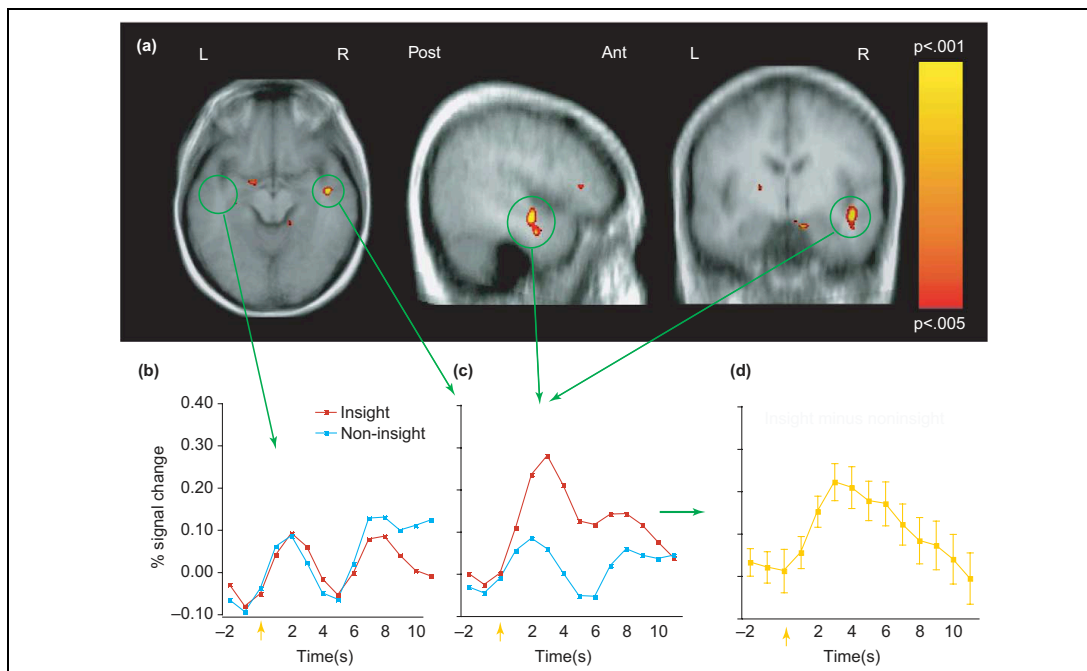 (a)
L R Post Ant L R p<.001
p<.005
(b) (c) (d)
0.40
0.30
0.20
0.10
0.00
–0.10
% signal change
Insight
Non-insight
Insight minus noninsight
–2 2 4 6 8 10
–2 0 2 4 6 8 10
–2 2 4 6 8 10
Time(s) Time(s) Time(s)